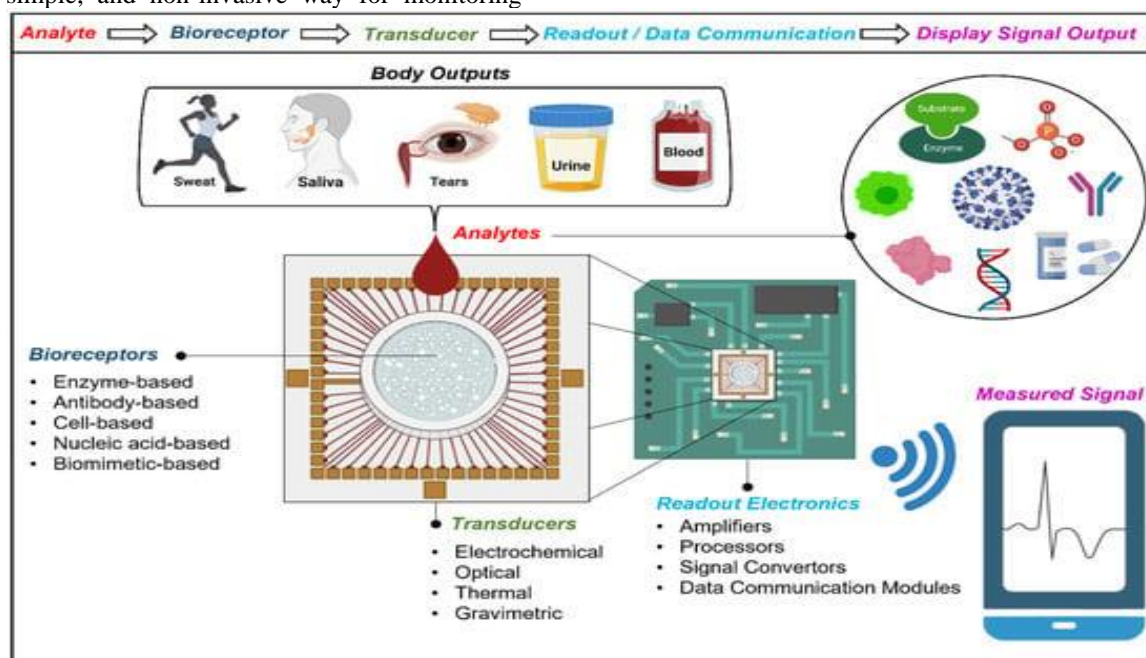 simple, and non-invasive way for monitoring
Analyte Bioreceptor Transducer Readout / Data Communication Display Signal Output
Body Outputs
Sweat
Saliva
Tears
Urine
Blood
Substrate
Enzyme
P
Analytes
Bioreceptors
• Enzyme-based
• Antibody-based
• Cell-based
• Nucleic acid-based
• Biomimetic-based
Transducers
• Electrochemical
• Optical
• Thermal
• Gravimetric
Readout Electronics
• Amplifiers
• Processors
• Signal Convertors
• Data Communication Modules
Measured Signal